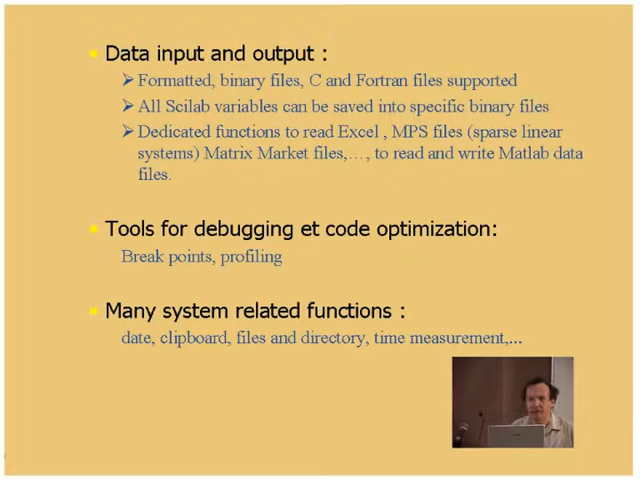 Data input and output :
Formatted, binary files, C and Fortran files supported
All Scilab variables can be saved into specific binary files
Dedicated functions to read Excel , MPS files (sparse linear
systems) Matrix Market files,…, to read and write Matlab data
files.
Tools for debugging et code optimization:
Break points, profiling
Many system related functions :
date, clipboard, files and directory, time measurement,...